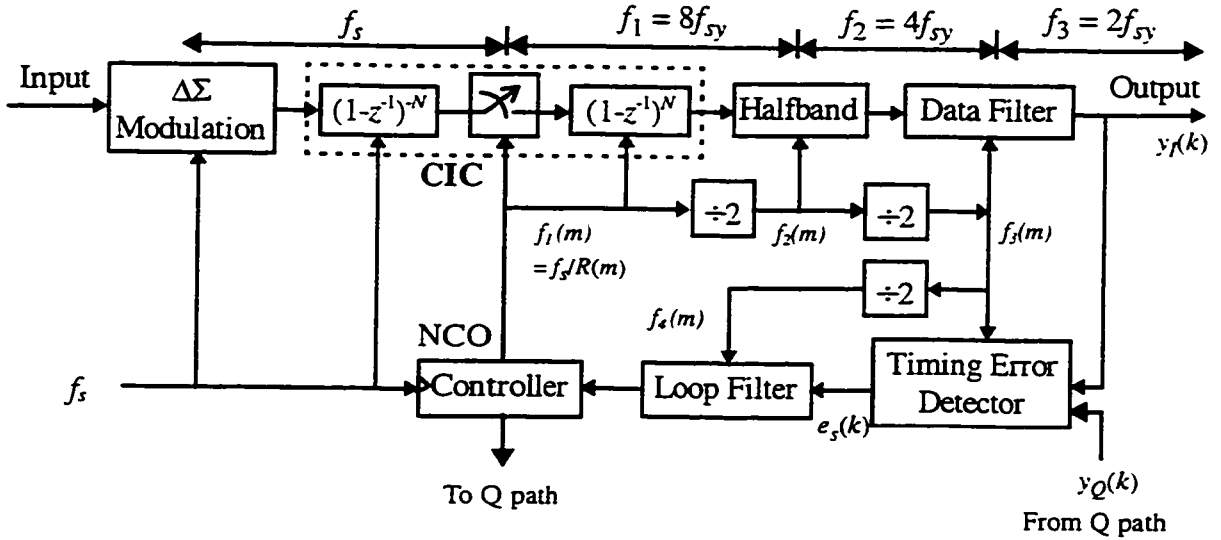 f_s
f_1 = 8f_sy
f_2 = 4f_sy
f_3 = 2f_sy
Input
ΔΣ
Modulation
(1-z^-1)^-N
(1-z^-1)^N
Halfband
Data Filter
Output
y_I(k)
CIC
÷2
÷2
f_1(m)
= f_s/R(m)
f_2(m)
f_3(m)
÷2
f_4(m)
NCO
f_s
Controller
Loop Filter
Timing Error
Detector
e_s(k)
To Q path
y_Q(k)
From Q path